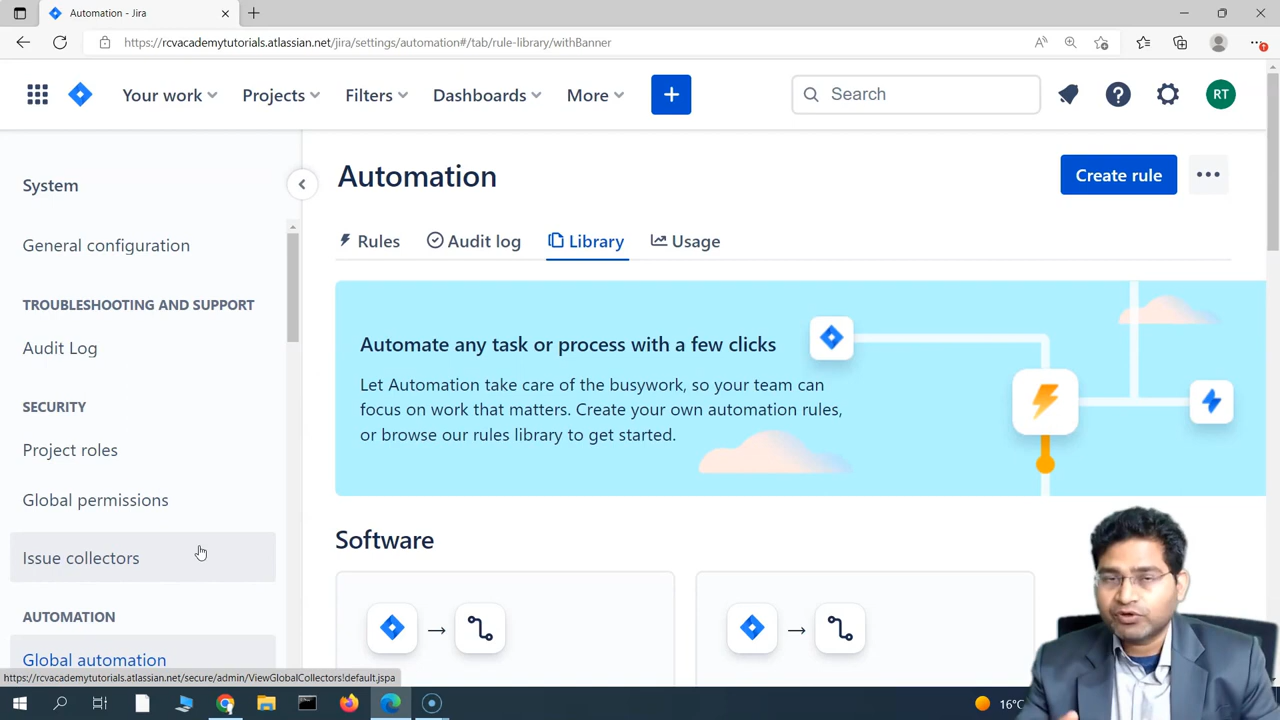 Automation - Jira
https://rcvacademytutorials.atlassian.net/jira/settings/automation#/tab/rule-library/withBanner
Your work
Projects
Filters
Dashboards
More
Search
RT
System
General configuration
TROUBLESHOOTING AND SUPPORT
Audit Log
SECURITY
Project roles
Global permissions
Issue collectors
AUTOMATION
Global automation
https://rcvacademytutorials.atlassian.net/secure/admin/ViewGlobalCollectors!default.jspa
Automation
Create rule
Rules
Audit log
Library
Usage
Automate any task or process with a few clicks
Let Automation take care of the busywork, so your team can
focus on work that matters. Create your own automation rules,
or browse our rules library to get started.
Software
16°C